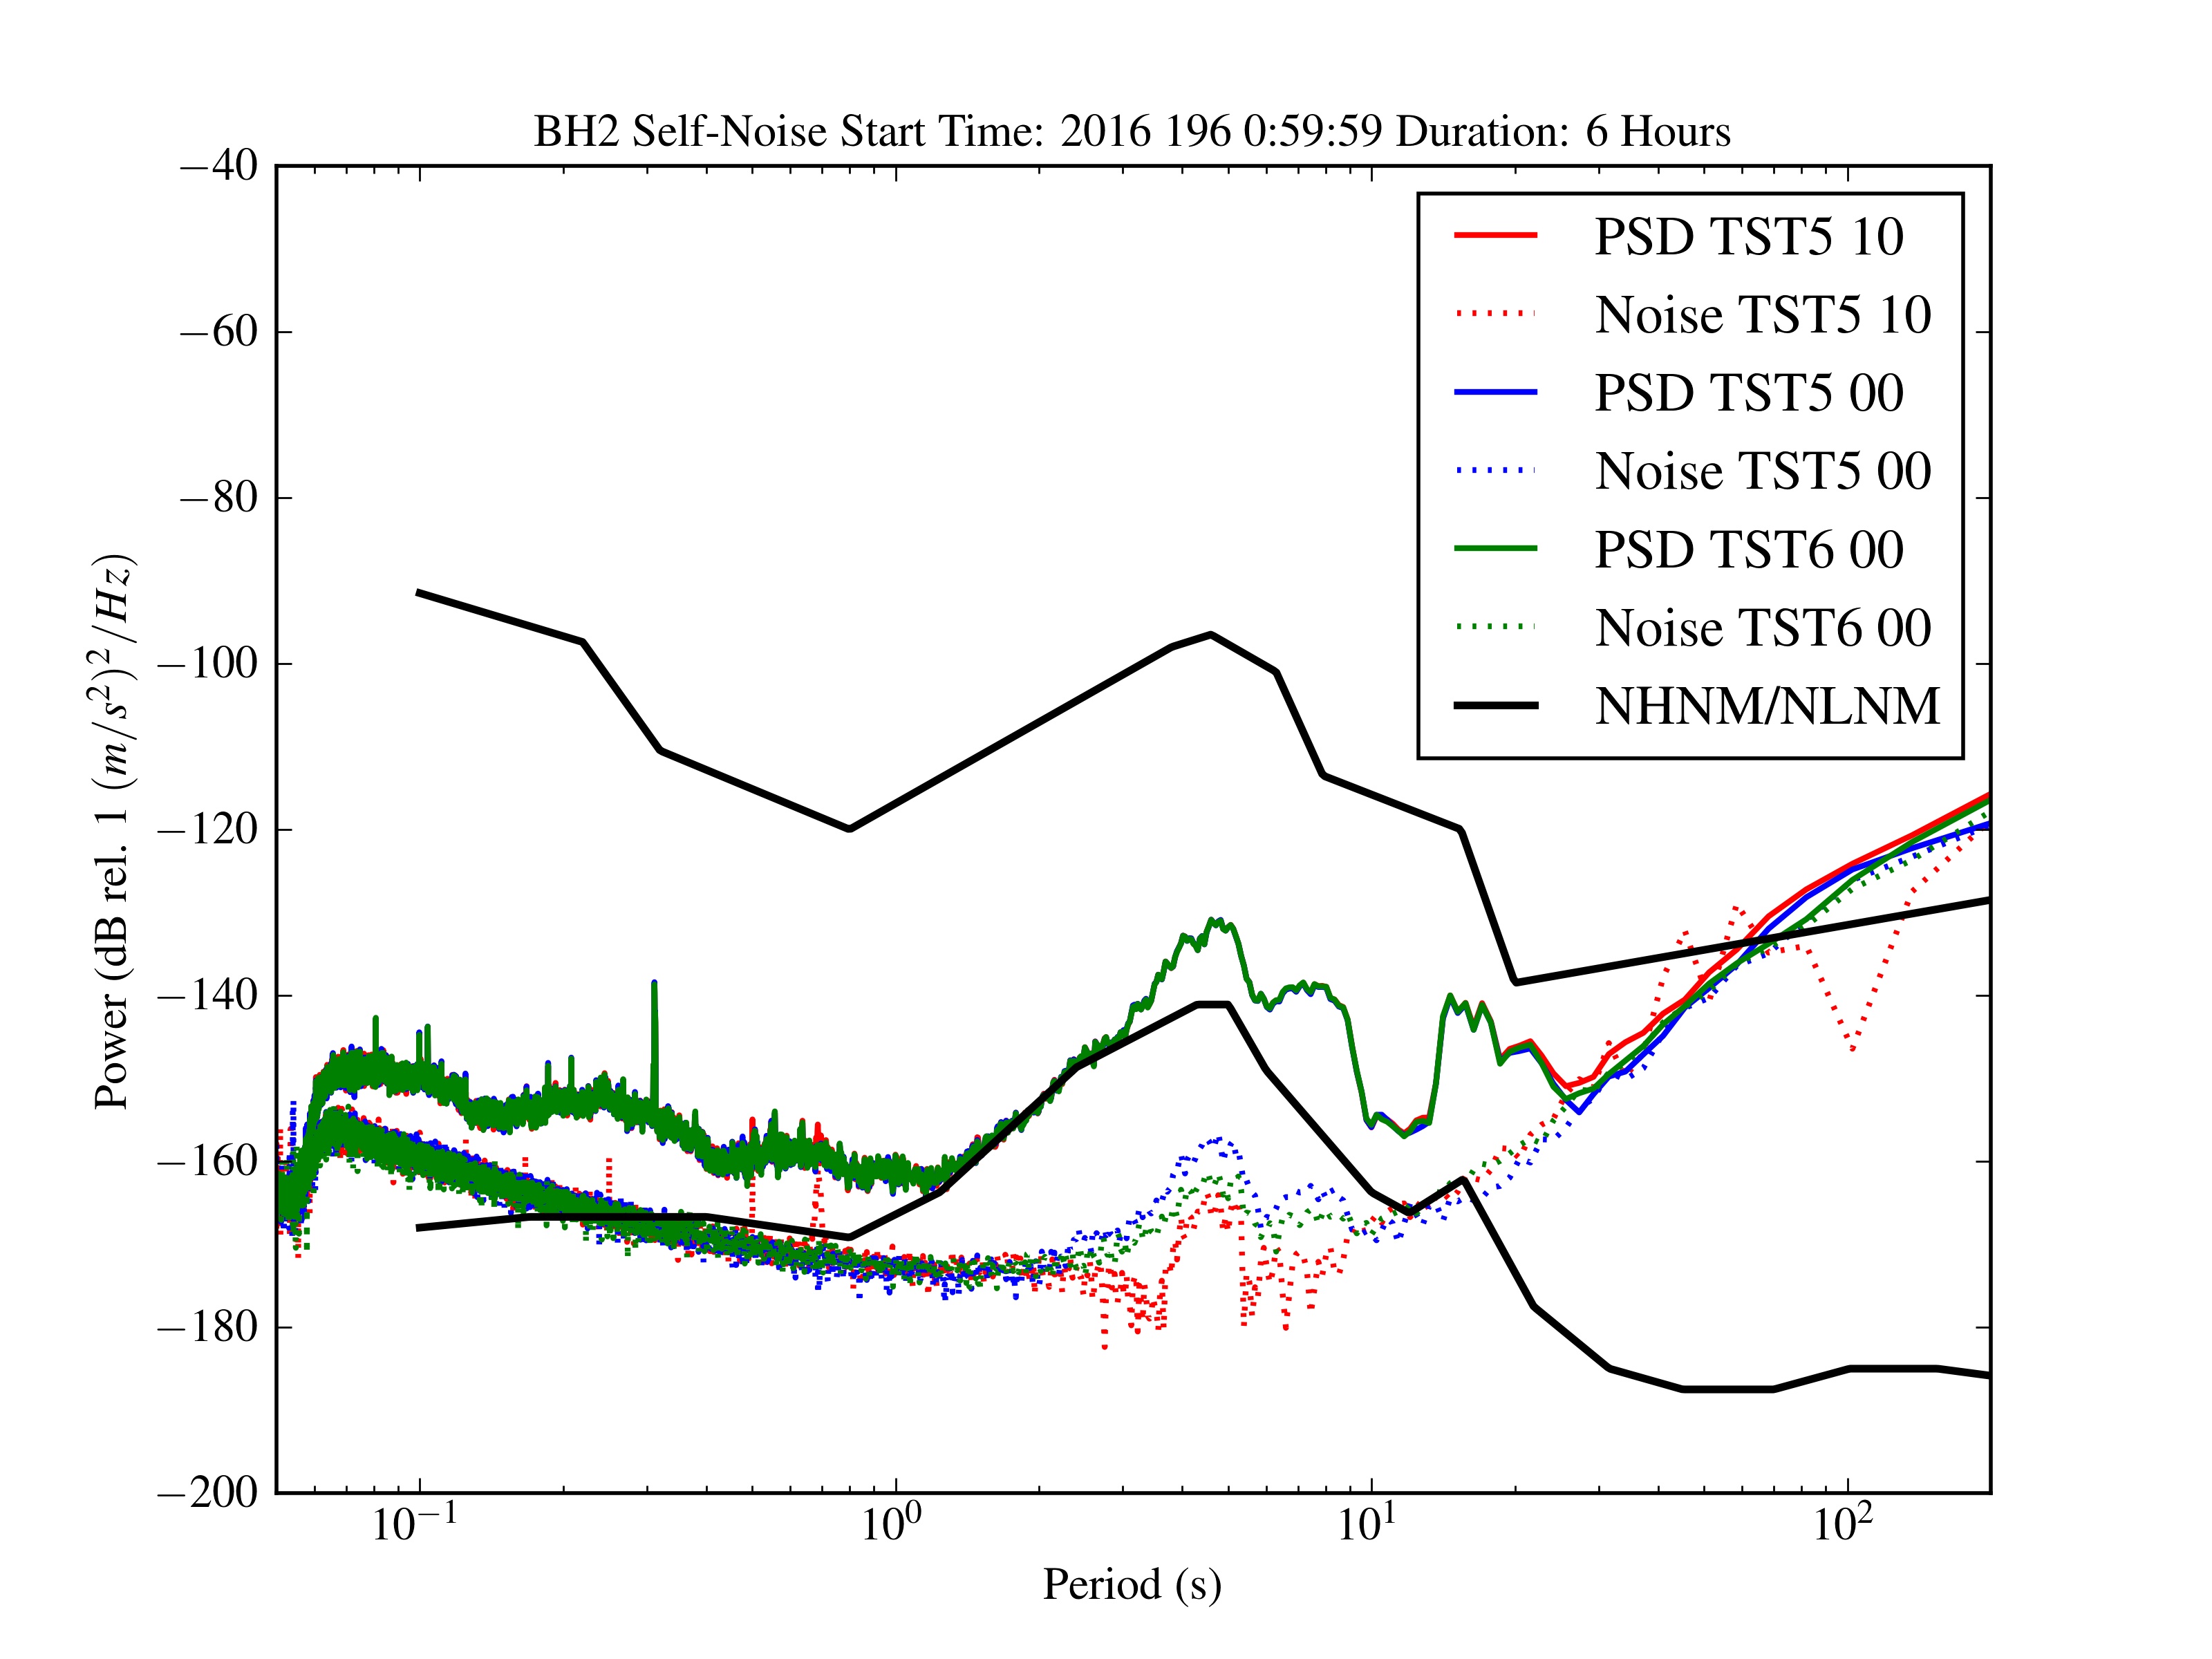 BH2 Self-Noise Start Time: 2016 196 0:59:59 Duration: 6 Hours
−40
−60
−80
−100
−120
−140
−160
−180
−200
Power (dB rel. 1 (m/s²)²/Hz)
PSD TST5 10
Noise TST5 10
PSD TST5 00
Noise TST5 00
PSD TST6 00
Noise TST6 00
NHNM/NLNM
10⁻¹ 10⁰ 10¹ 10²
Period (s)